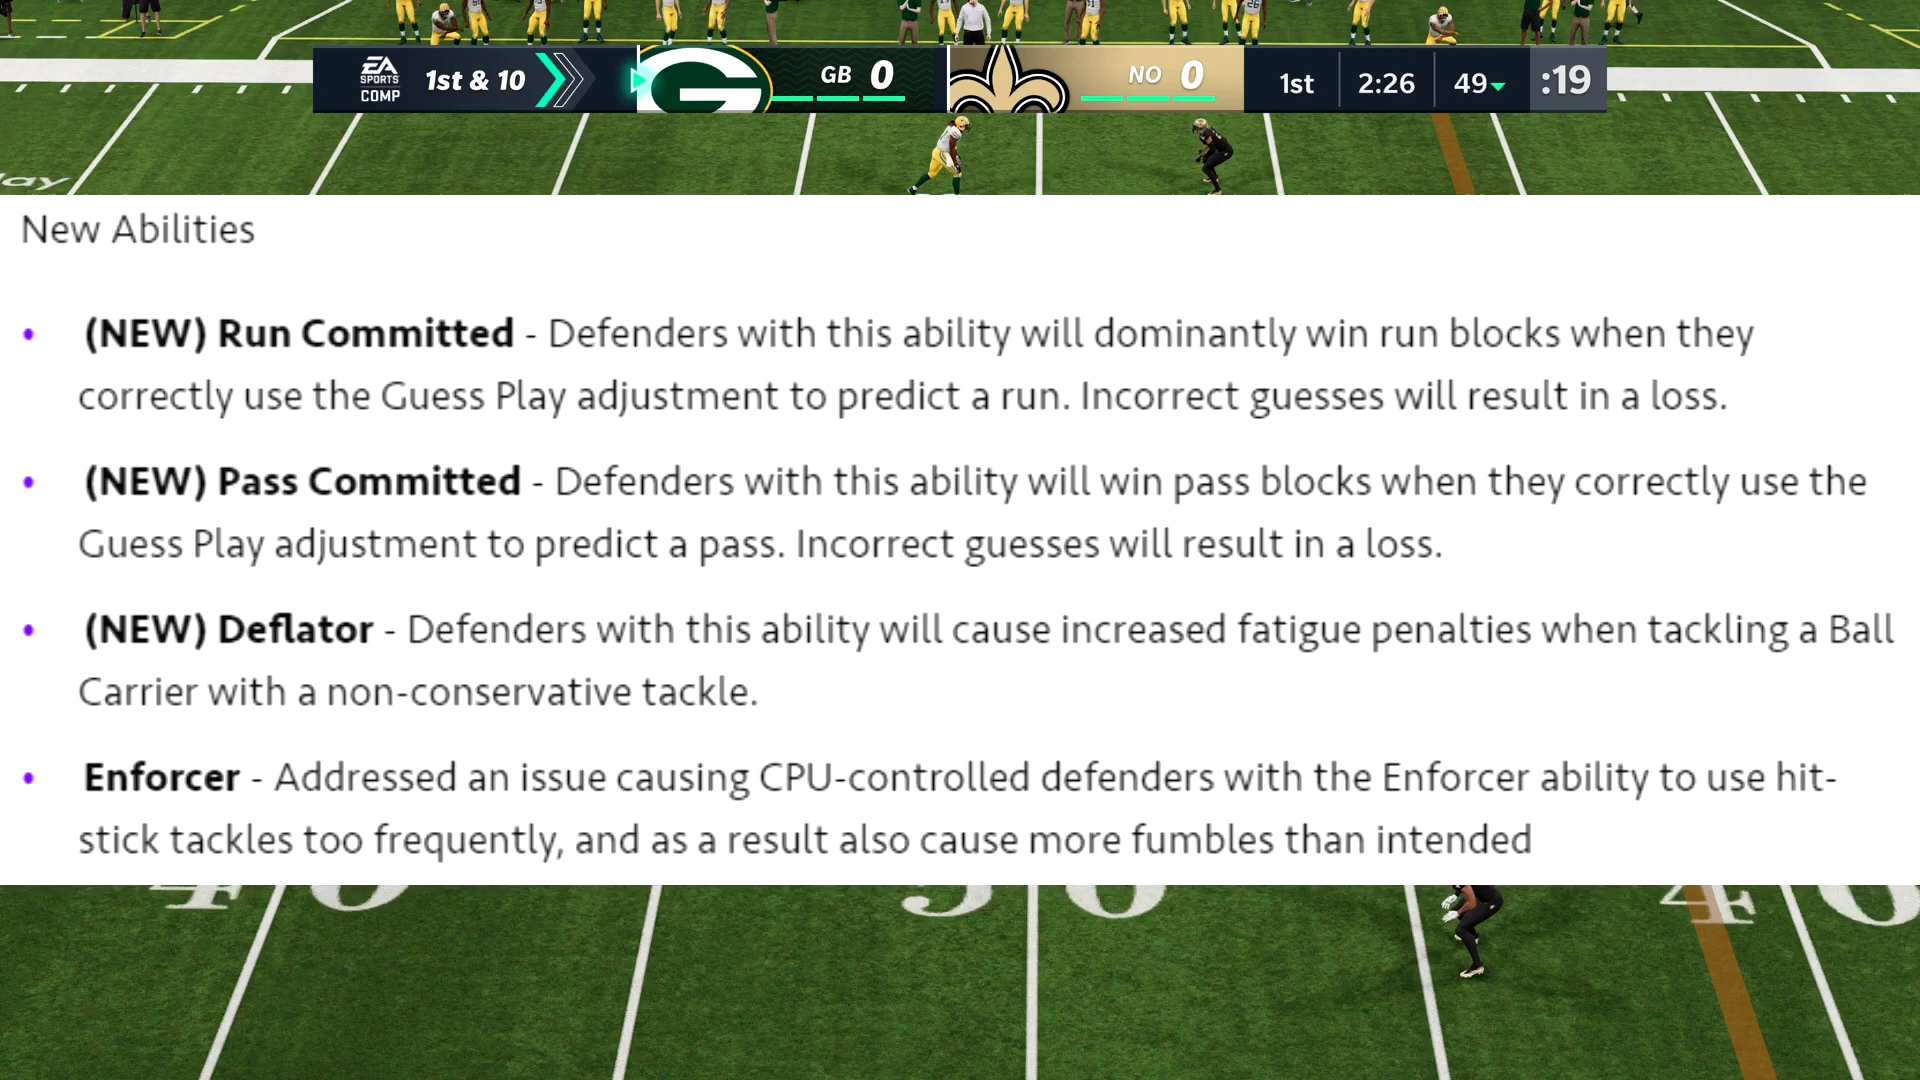 EA SPORTS COMP 1st & 10 GB 0 NO 0 1st 2:26 49 :19
ay
New Abilities
• (NEW) Run Committed - Defenders with this ability will dominantly win run blocks when they
correctly use the Guess Play adjustment to predict a run. Incorrect guesses will result in a loss.
• (NEW) Pass Committed - Defenders with this ability will win pass blocks when they correctly use the
Guess Play adjustment to predict a pass. Incorrect guesses will result in a loss.
• (NEW) Deflator - Defenders with this ability will cause increased fatigue penalties when tackling a Ball
Carrier with a non-conservative tackle.
• Enforcer - Addressed an issue causing CPU-controlled defenders with the Enforcer ability to use hit-
stick tackles too frequently, and as a result also cause more fumbles than intended
40 50 40